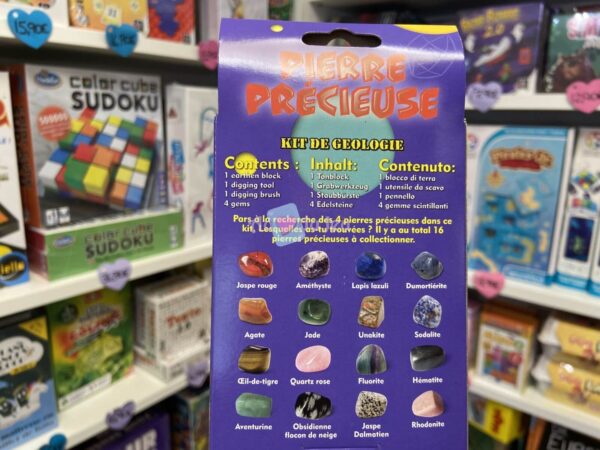 15,90€
PIERRE
PRÉCIEUSE
KIT DE GEOLOGIE
Contents :
1 earthen block
1 digging tool
1 digging brush
4 gems
Inhalt:
1 Tonblock
1 Grabwerkzeug
1 Staubbürste
4 Edelsteine
Contenuto:
1 blocco di terra
1 utensile da scavo
1 pennello
4 gemme scintillanti
Pars à la recherche des 4 pierres précieuses dans ce
kit. Lesquelles as-tu trouvées ? Il y a au total 16
pierres précieuses à collectionner.
Jaspe rouge
Améthyste
Lapis lazuli
Dumortiérite
Agate
Jade
Unakite
Sodalite
Œil-de-tigre
Quartz rose
Fluorite
Hématite
Aventurine
Obsidienne
flocon de neige
Jaspe
Dalmatien
Rhodonite
ThinkFun
color cube
SUDOKU
color cube
SUDOKU